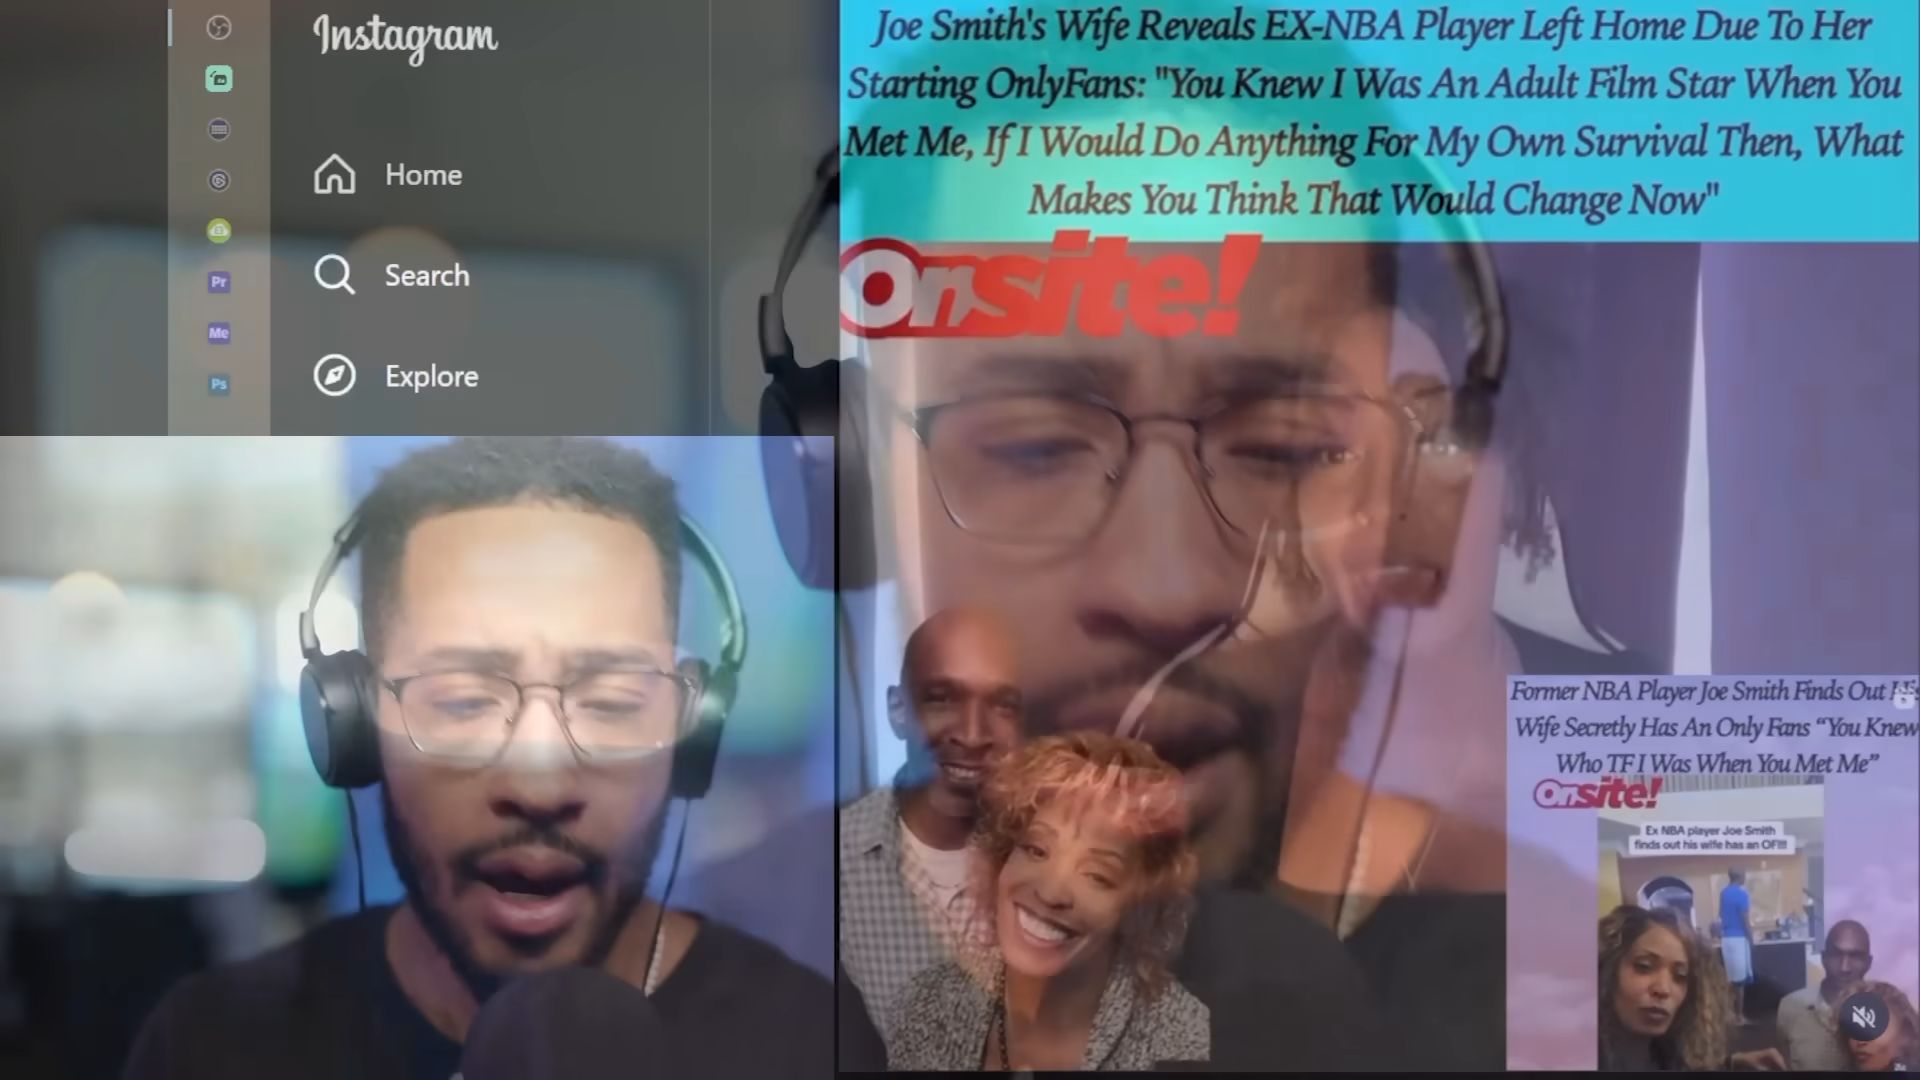 Instagram
Home
Search
Explore
Pr
Me
Ps
Joe Smith's Wife Reveals EX-NBA Player Left Home Due To Her
Starting OnlyFans: "You Knew I Was An Adult Film Star When You
Met Me, If I Would Do Anything For My Own Survival Then, What
Makes You Think That Would Change Now"
Onsite!
Former NBA Player Joe Smith Finds Out His
Wife Secretly Has An Only Fans “You Knew
Who TF I Was When You Met Me”
Onsite!
Ex NBA player Joe Smith
finds out his wife has an OF!!!